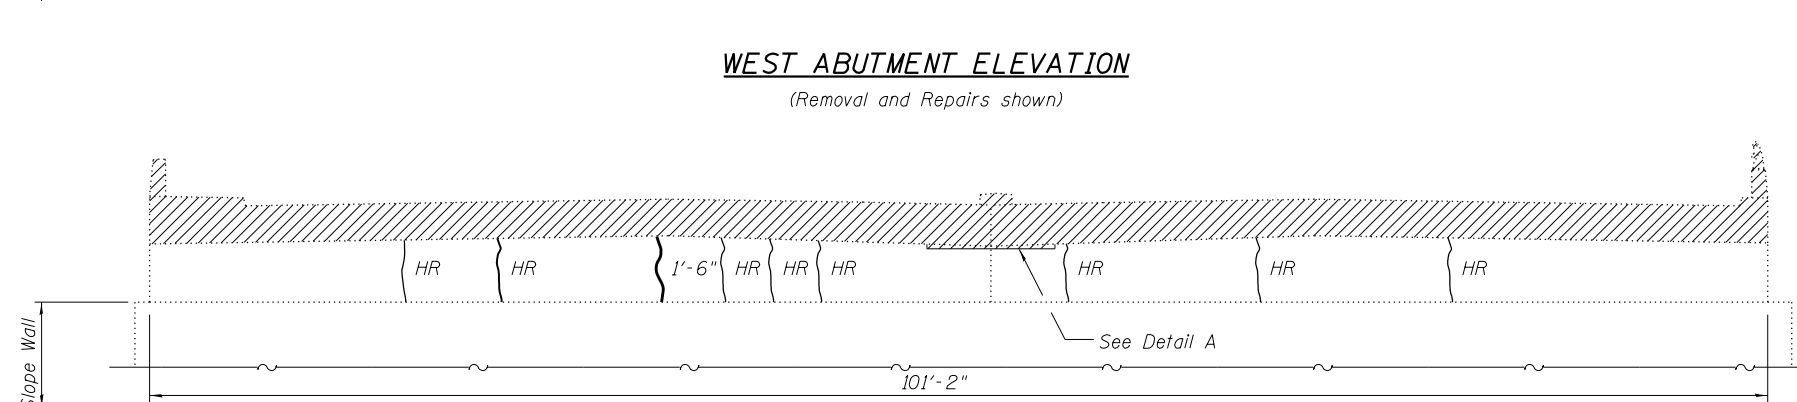 WEST ABUTMENT ELEVATION
(Removal and Repairs shown)
HR HR 1'-6" HR HR HR HR HR HR
See Detail A
Slope Wall
101'-2"